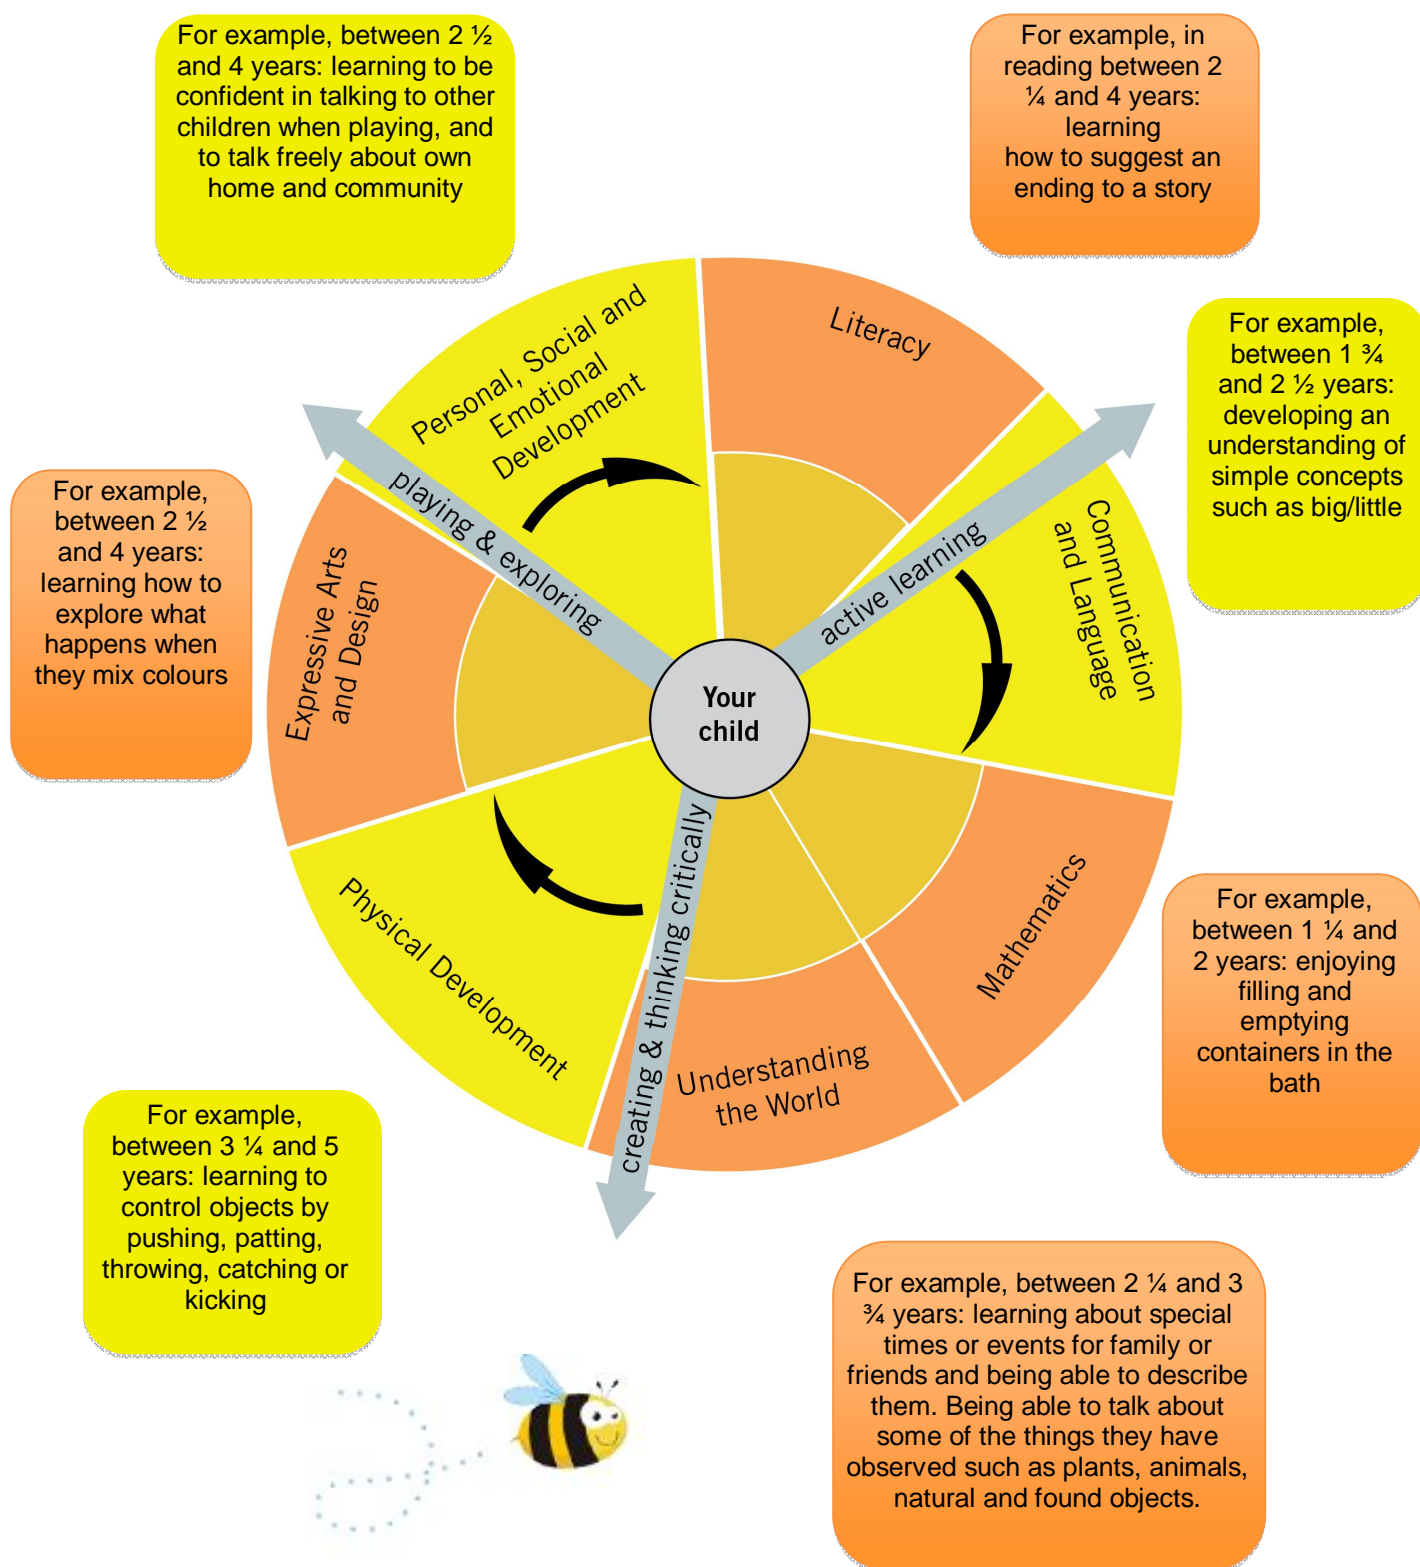 For example, between 2 ½
and 4 years: learning to be
confident in talking to other
children when playing, and
to talk freely about own
home and community
For example, in
reading between 2
¼ and 4 years:
learning
how to suggest an
ending to a story
Personal, Social and
Emotional
Development
Literacy
For example,
between 1 ¾
and 2 ½ years:
developing an
understanding of
simple concepts
such as big/little
For example,
between 2 ½
and 4 years:
learning how to
explore what
happens when
they mix colours
playing & exploring
active learning
Communication
and Language
Expressive Arts
and Design
Your
child
creating & thinking critically
Physical Development
Mathematics
Understanding
the World
For example,
between 1 ¼ and
2 years: enjoying
filling and
emptying
containers in the
bath
For example,
between 3 ¼ and 5
years: learning to
control objects by
pushing, patting,
throwing, catching or
kicking
For example, between 2 ¼ and 3
¾ years: learning about special
times or events for family or
friends and being able to describe
them. Being able to talk about
some of the things they have
observed such as plants, animals,
natural and found objects.